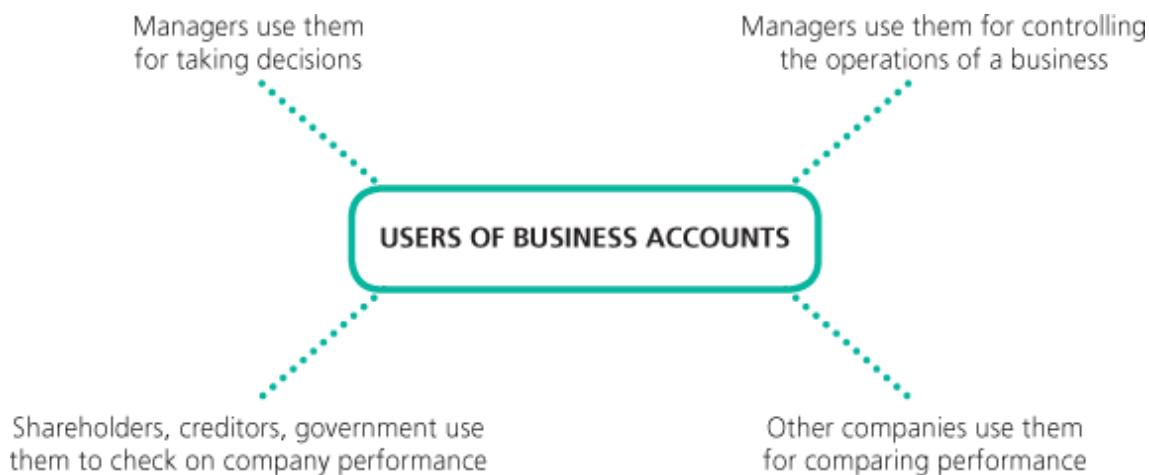 Managers use them
for taking decisions
Managers use them for controlling
the operations of a business
USERS OF BUSINESS ACCOUNTS
Shareholders, creditors, government use
them to check on company performance
Other companies use them
for comparing performance